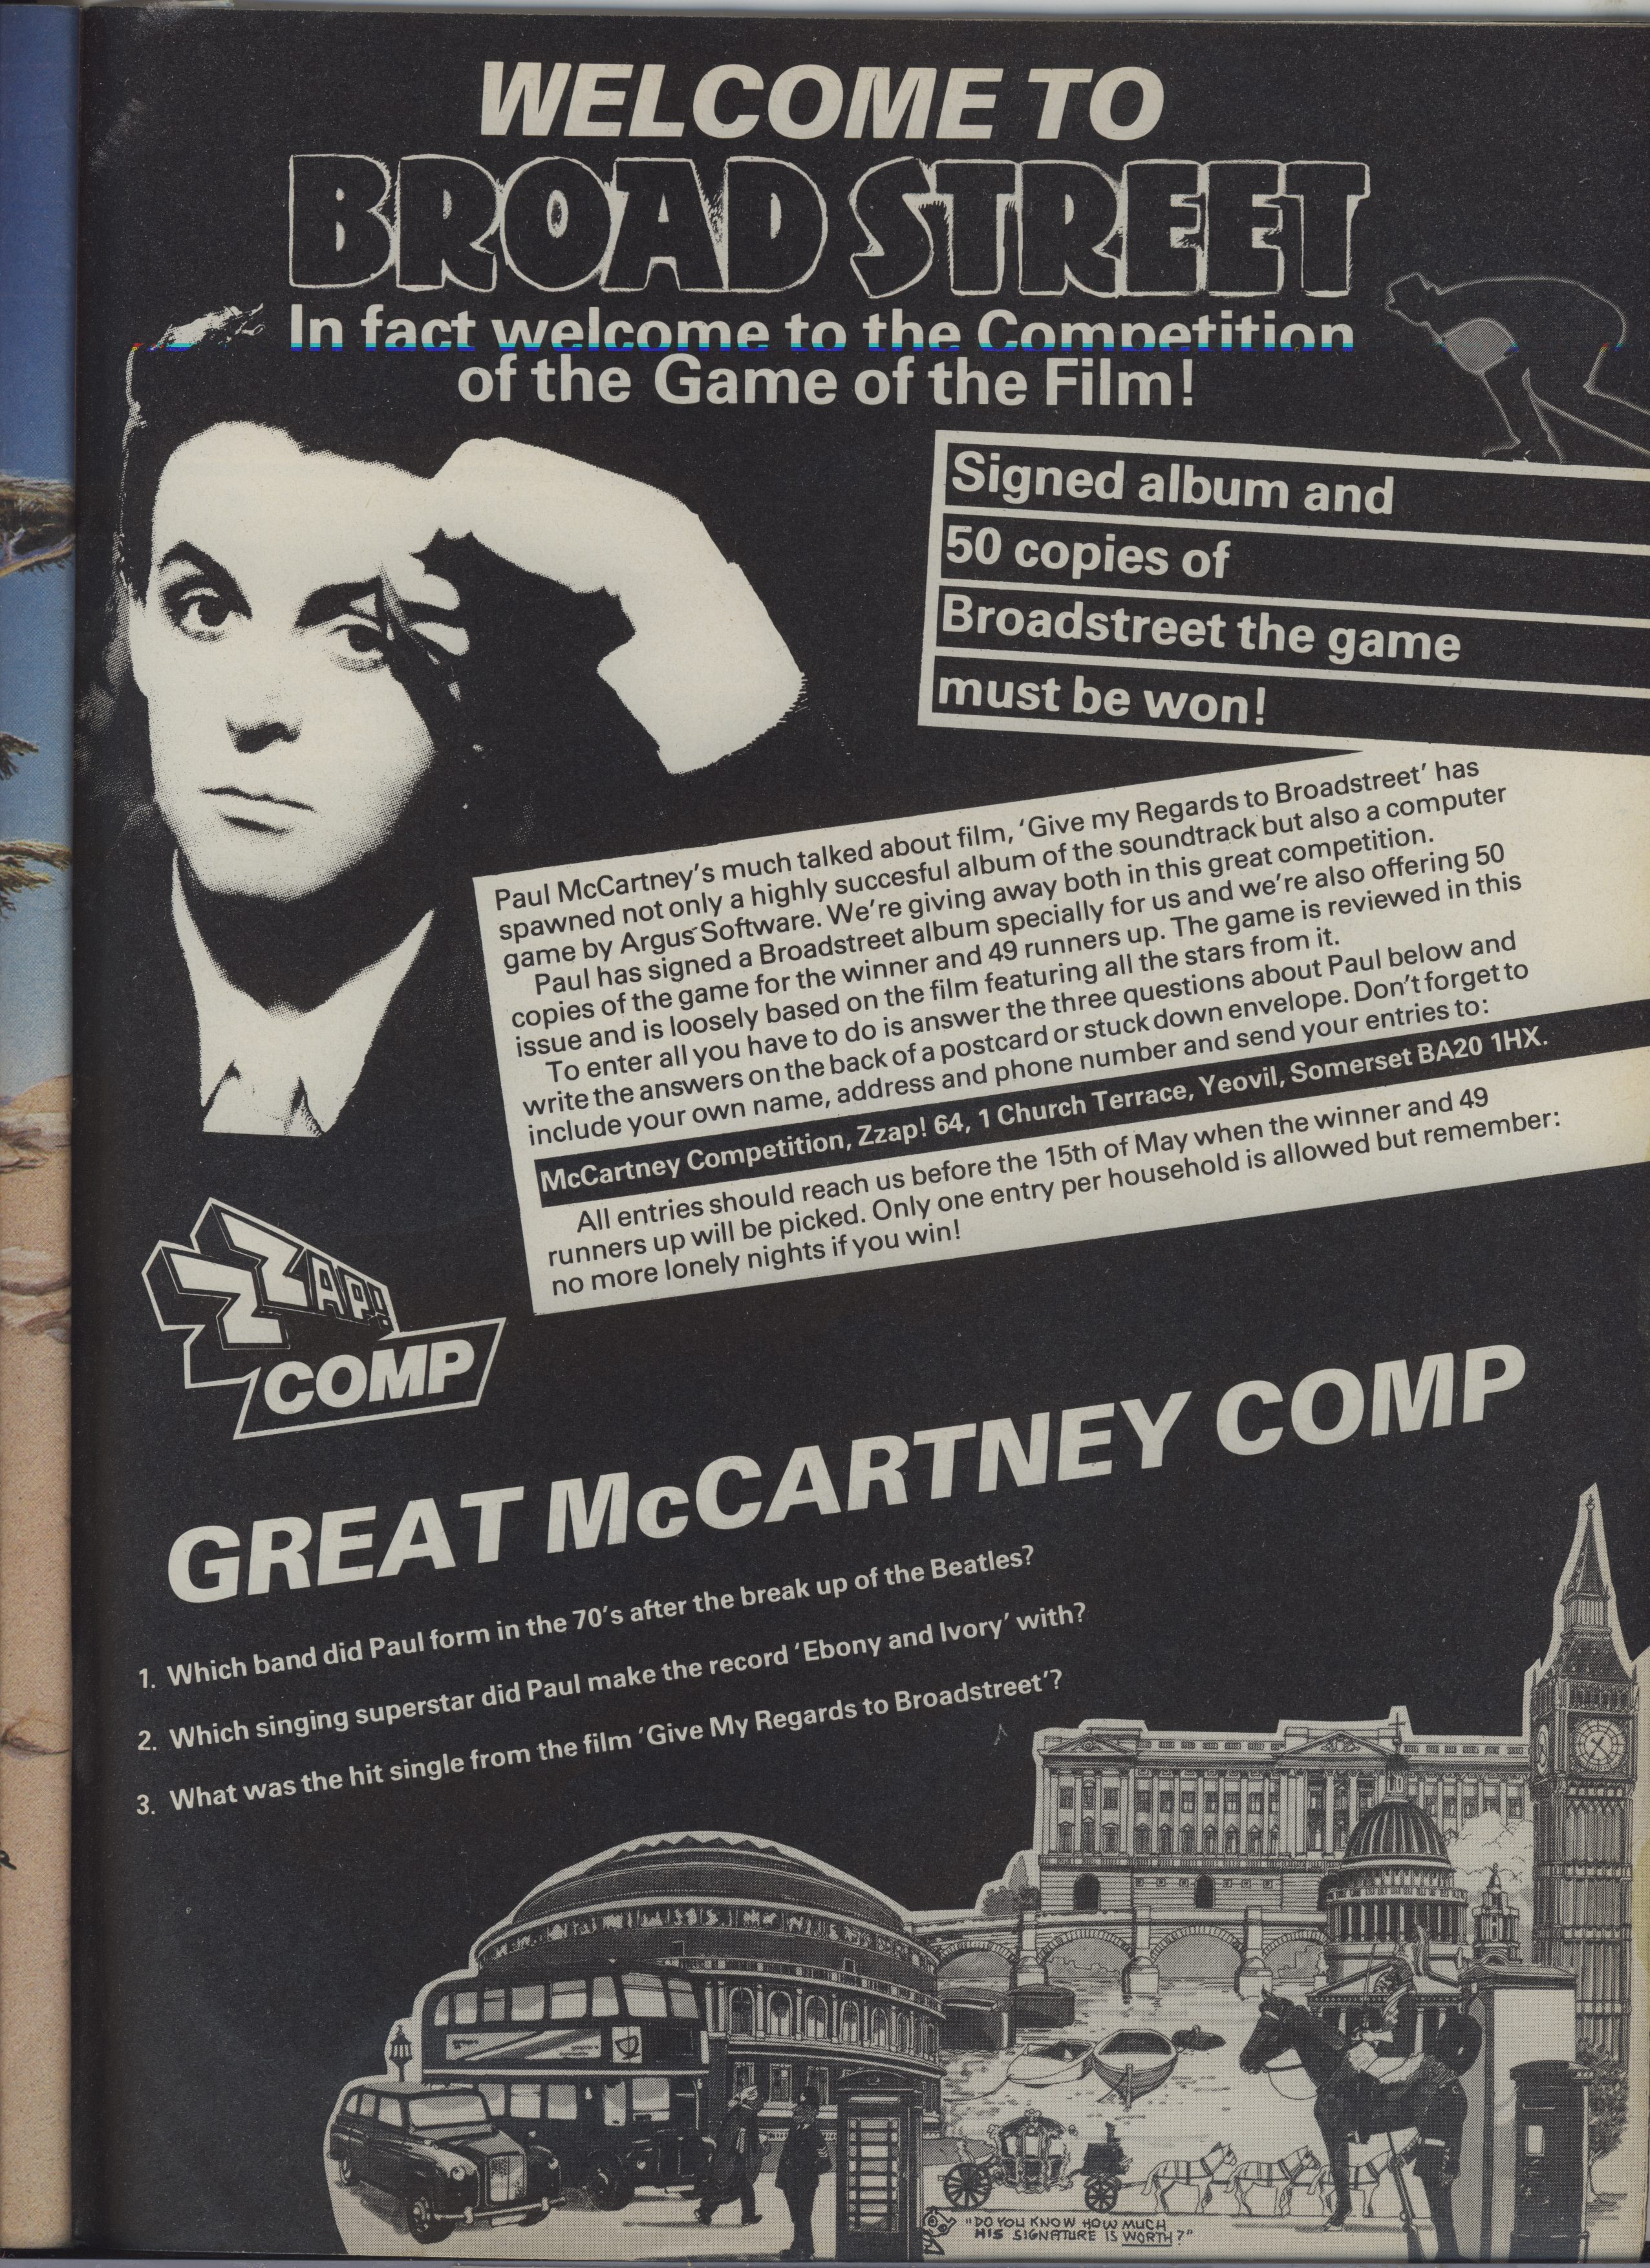 WELCOME TO
BROAD STREET
In fact welcome to the Competition
of the Game of the Film!
Signed album and
50 copies of
Broadstreet the game
must be won!
Paul McCartney's much talked about film, 'Give my Regards to Broadstreet' has
spawned not only a highly succesful album of the soundtrack but also a computer
game by Argus Software. We're giving away both in this great competition.
Paul has signed a Broadstreet album specially for us and we're also offering 50
copies of the game for the winner and 49 runners up. The game is reviewed in this
issue and is loosely based on the film featuring all the stars from it.
To enter all you have to do is answer the three questions about Paul below and
write the answers on the back of a postcard or stuck down envelope. Don't forget to
include your own name, address and phone number and send your entries to:
McCartney Competition, Zzap! 64, 1 Church Terrace, Yeovil, Somerset BA20 1HX.
All entries should reach us before the 15th of May when the winner and 49
runners up will be picked. Only one entry per household is allowed but remember:
no more lonely nights if you win!
ZZAP!
COMP
GREAT McCARTNEY COMP
1. Which band did Paul form in the 70's after the break up of the Beatles?
2. Which singing superstar did Paul make the record 'Ebony and Ivory' with?
3. What was the hit single from the film 'Give My Regards to Broadstreet'?
"DO YOU KNOW HOW MUCH
HIS SIGNATURE IS WORTH?"